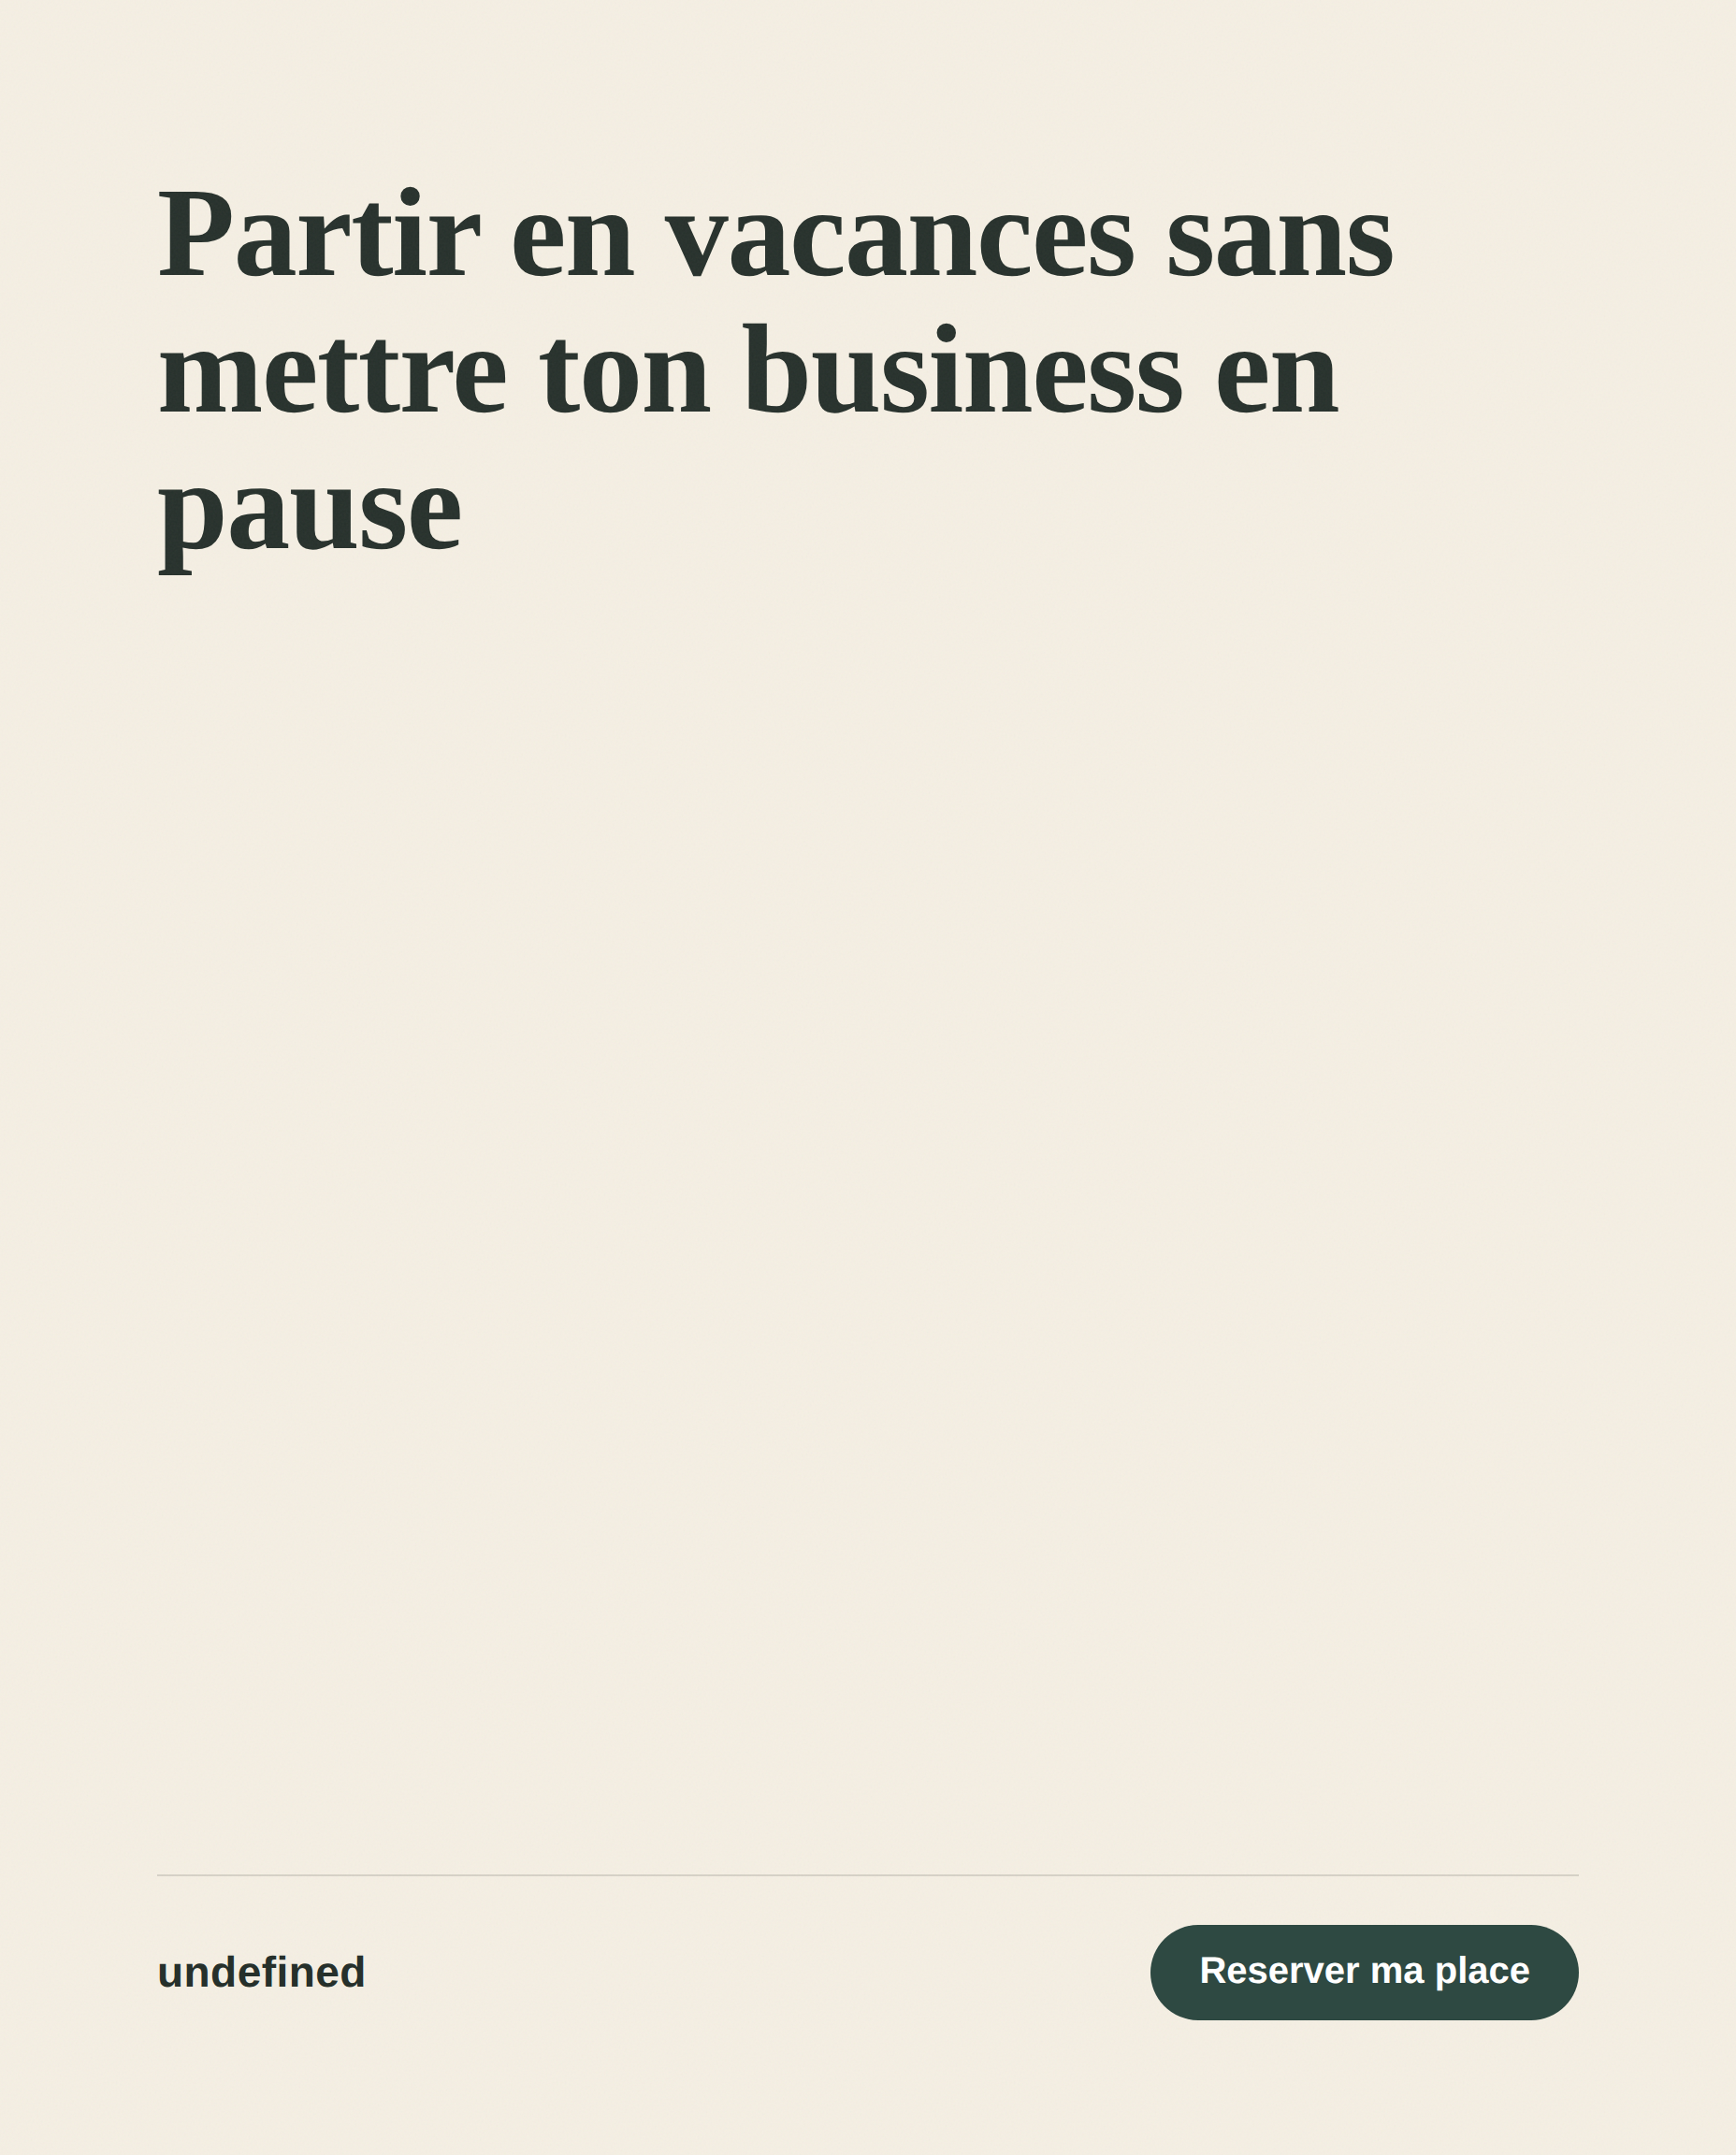 Partir en vacances sans
mettre ton business en
pause
undefined
Reserver ma place